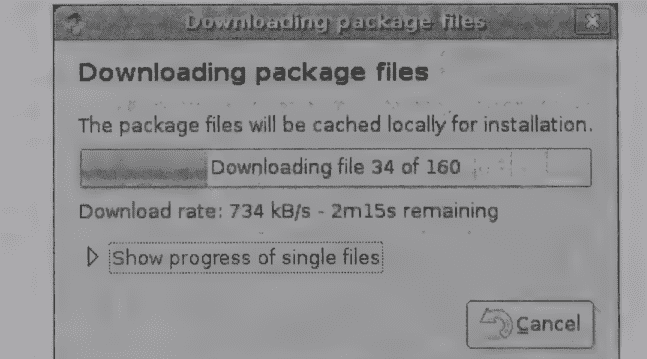 Downloading package files
Downloading package files
The package files will be cached locally for installation.
Downloading file 34 of 160
Download rate: 734 kB/s - 2m15s remaining
Show progress of single files
Cancel